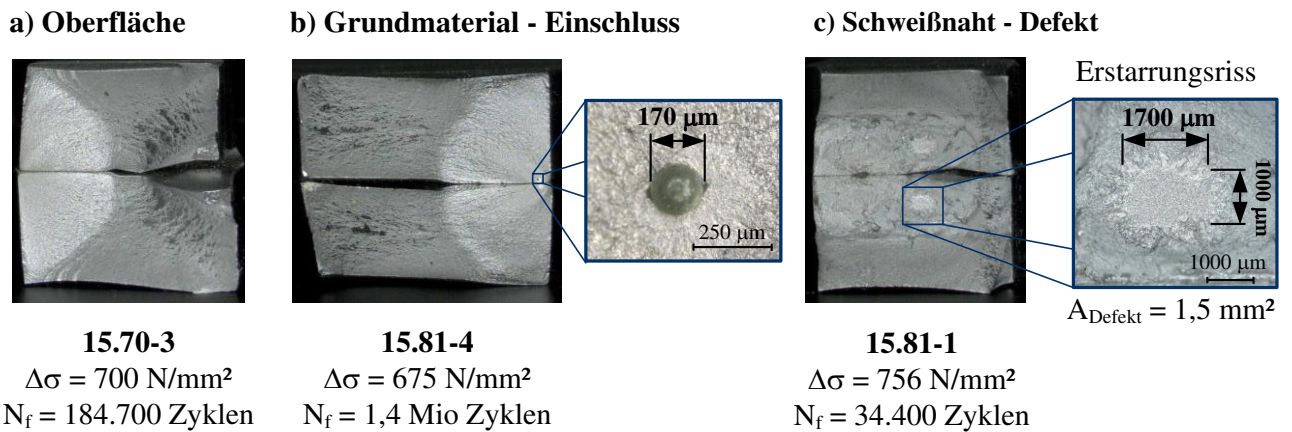 a) Oberfläche
b) Grundmaterial - Einschluss
c) Schweißnaht - Defekt
170 µm
250 µm
Erstarrungsriss
1700 µm
1000 µm
1000 µm
A_Defekt = 1,5 mm²
15.70-3
Δσ = 700 N/mm²
N_f = 184.700 Zyklen
15.81-4
Δσ = 675 N/mm²
N_f = 1,4 Mio Zyklen
15.81-1
Δσ = 756 N/mm²
N_f = 34.400 Zyklen